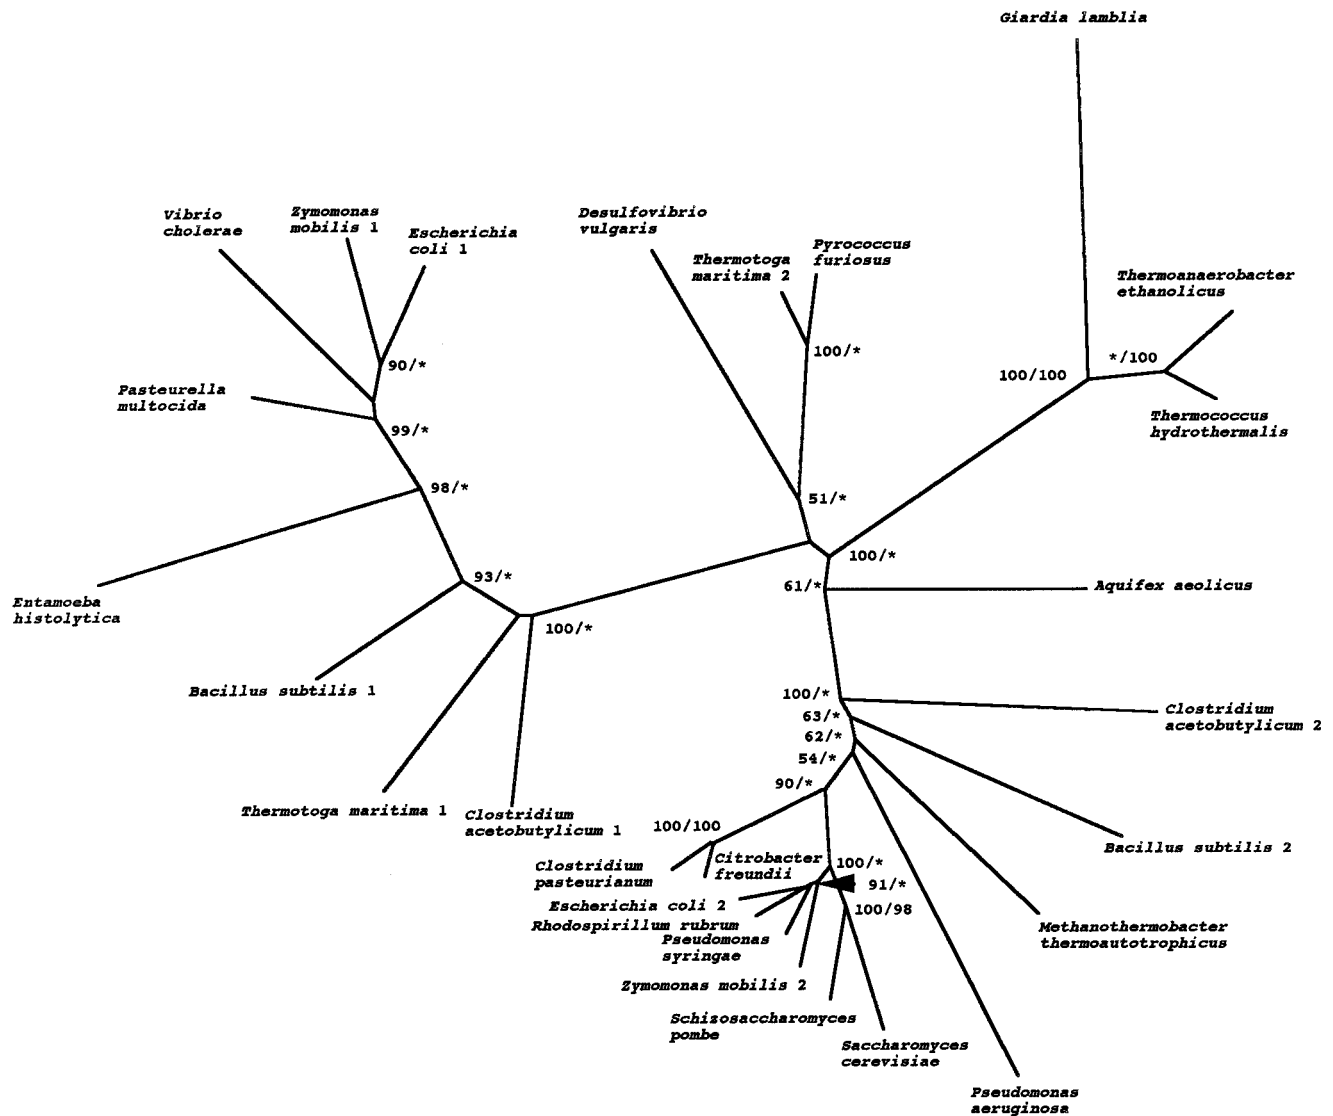 Giardia lamblia
Vibrio
cholerae
Zymomonas
mobilis 1
Escherichia
coli 1
Desulfovibrio
vulgaris
Thermotoga
maritima 2
Pyrococcus
furiosus
Thermoanaerobacter
ethanolicus
90/*
100/*
*/100
100/100
Pasteurella
multocida
Thermococcus
hydrothermalis
99/*
98/*
51/*
100/*
93/*
61/*
Aquifex aeolicus
Entamoeba
histolytica
100/*
Bacillus subtilis 1
100/*
63/*
62/*
54/*
90/*
Clostridium
acetobutylicum 2
Thermotoga maritima 1
Clostridium
acetobutylicum 1
100/100
Bacillus subtilis 2
Clostridium
pasteurianum
Citrobacter
freundii
100/*
91/*
100/98
Escherichia coli 2
Rhodospirillum rubrum
Pseudomonas
syringae
Methanothermobacter
thermoautotrophicus
Zymomonas mobilis 2
Schizosaccharomyces
pombe
Saccharomyces
cerevisiae
Pseudomonas
aeruginosa